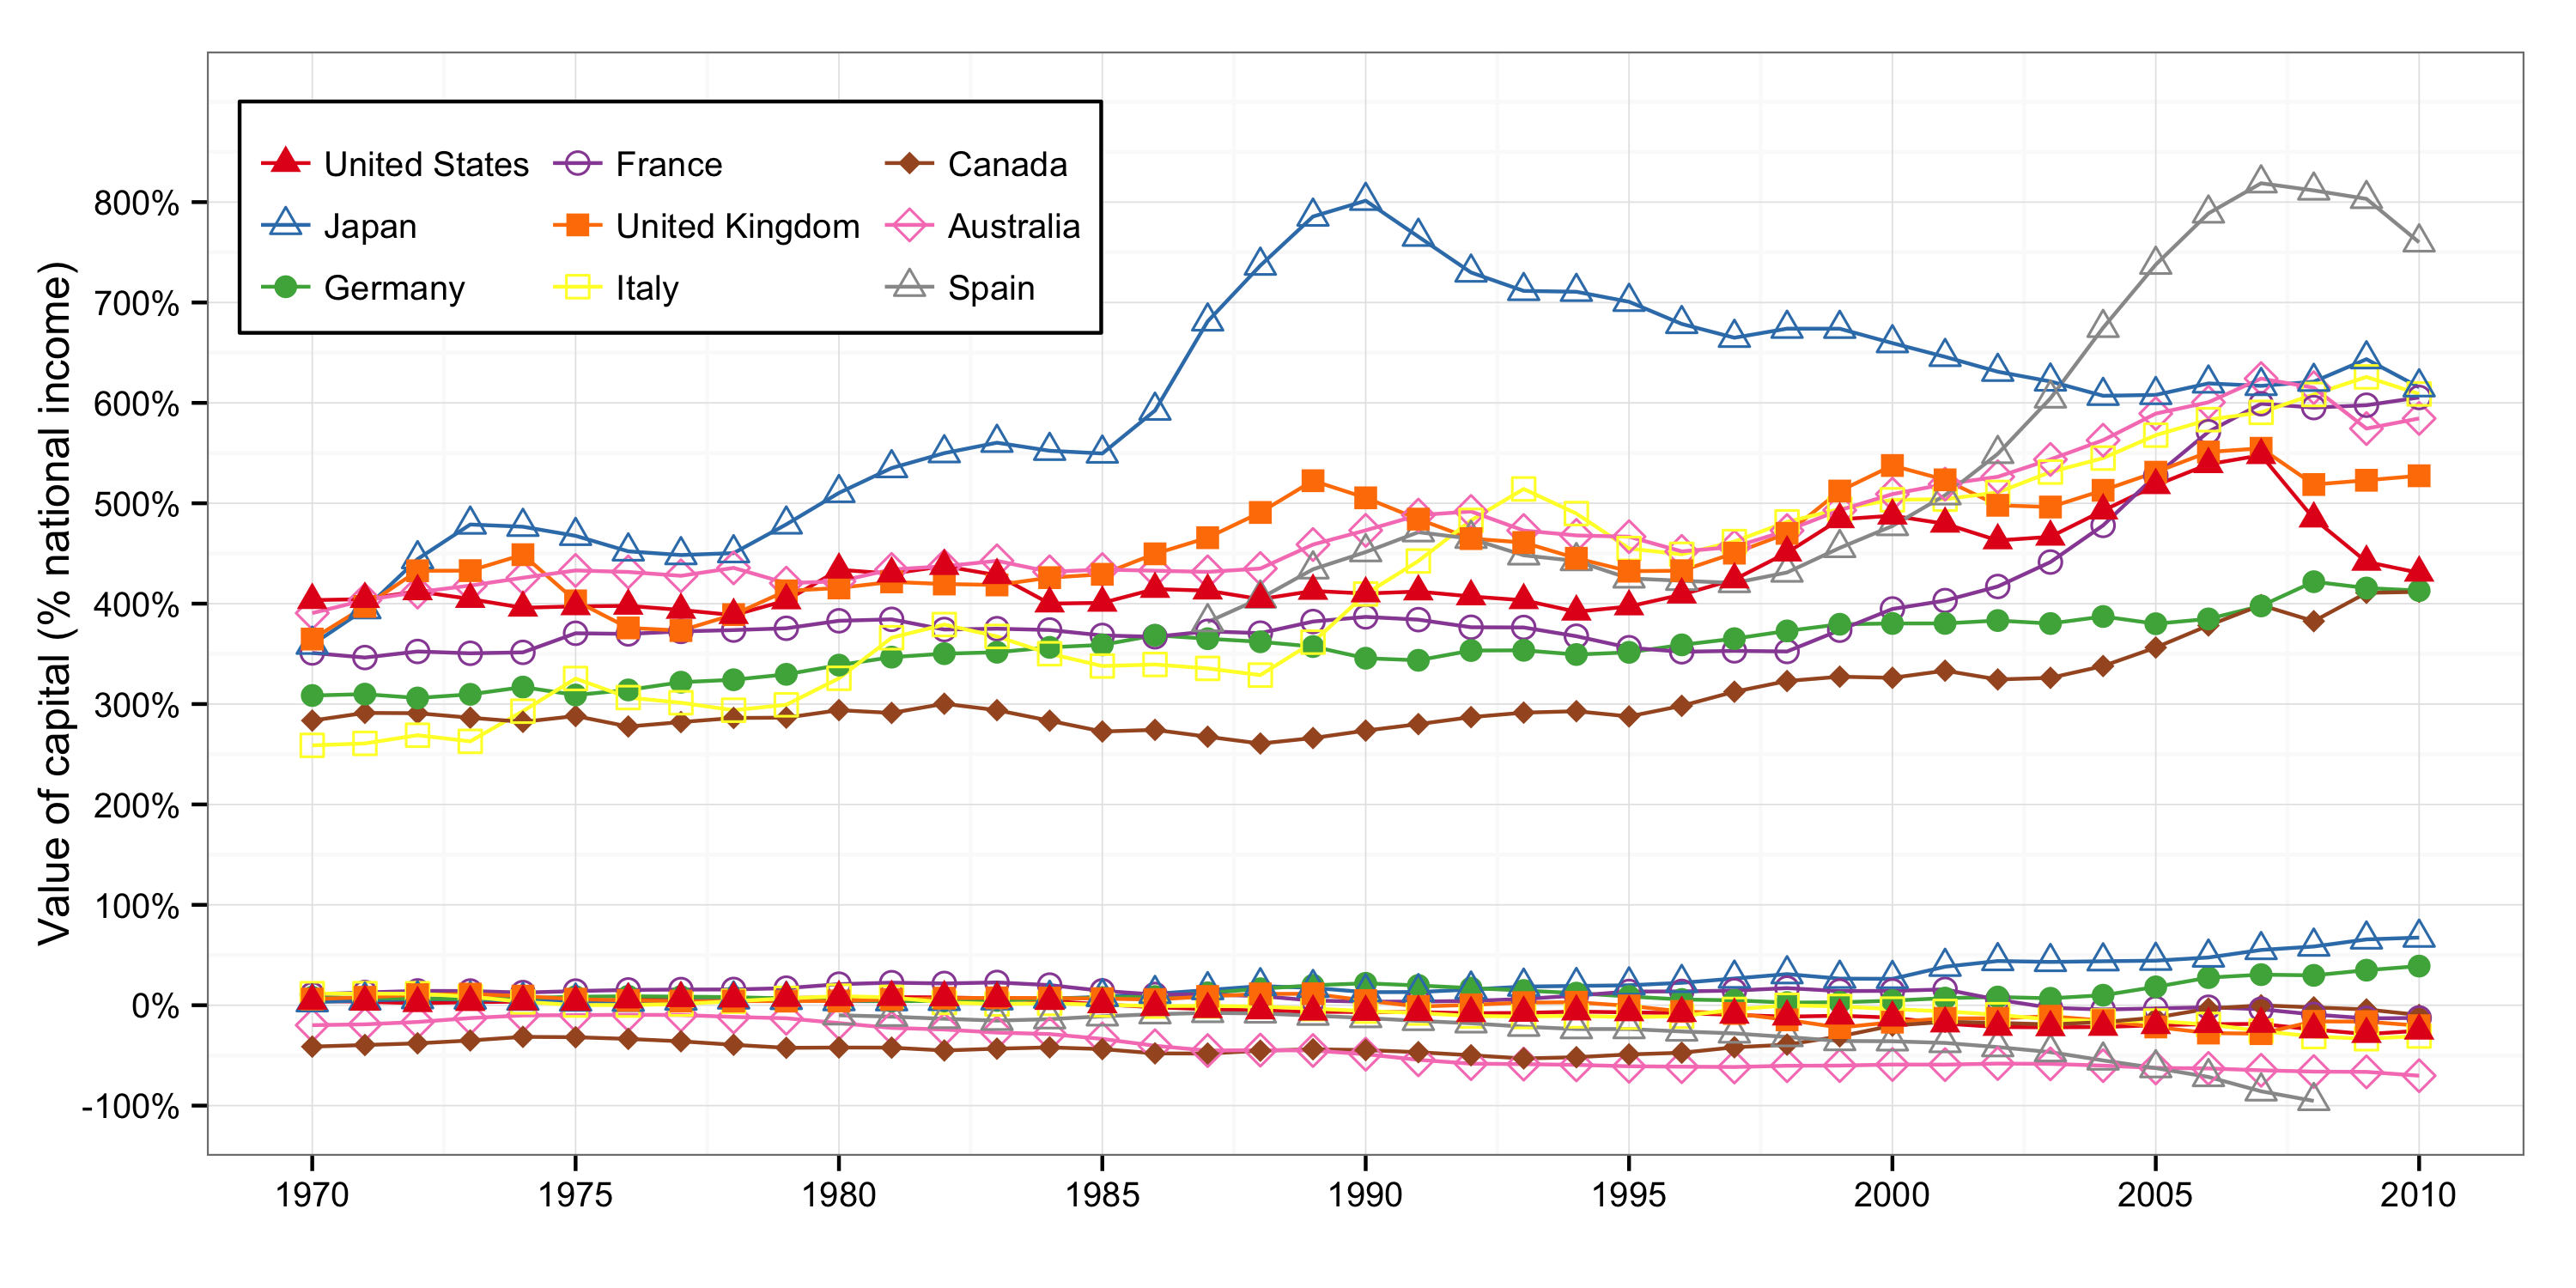 United States France Canada
Japan United Kingdom Australia
Germany Italy Spain
Value of capital (% national income)
800%
700%
600%
500%
400%
300%
200%
100%
0%
-100%
1970 1975 1980 1985 1990 1995 2000 2005 2010